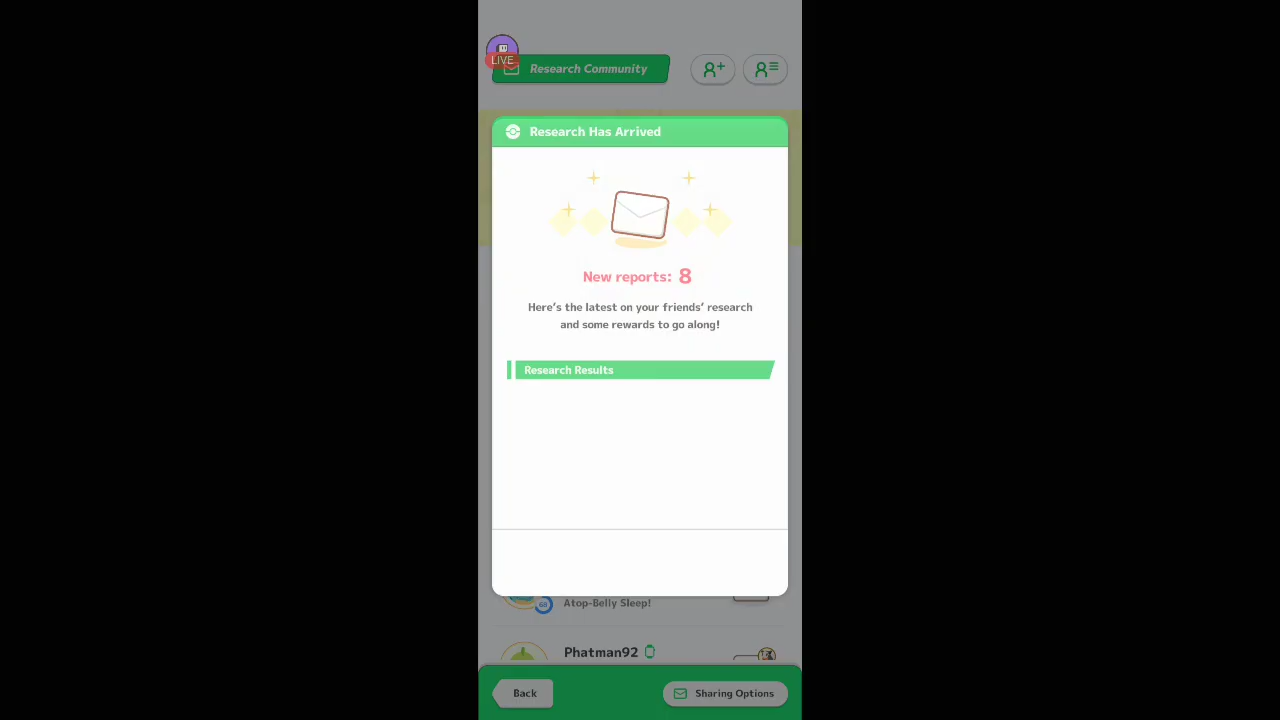 LIVE
Research Community
Research Has Arrived
New reports: 8
Here's the latest on your friends' research
and some rewards to go along!
Research Results
68
Atop-Belly Sleep!
Phatman92
Back
Sharing Options